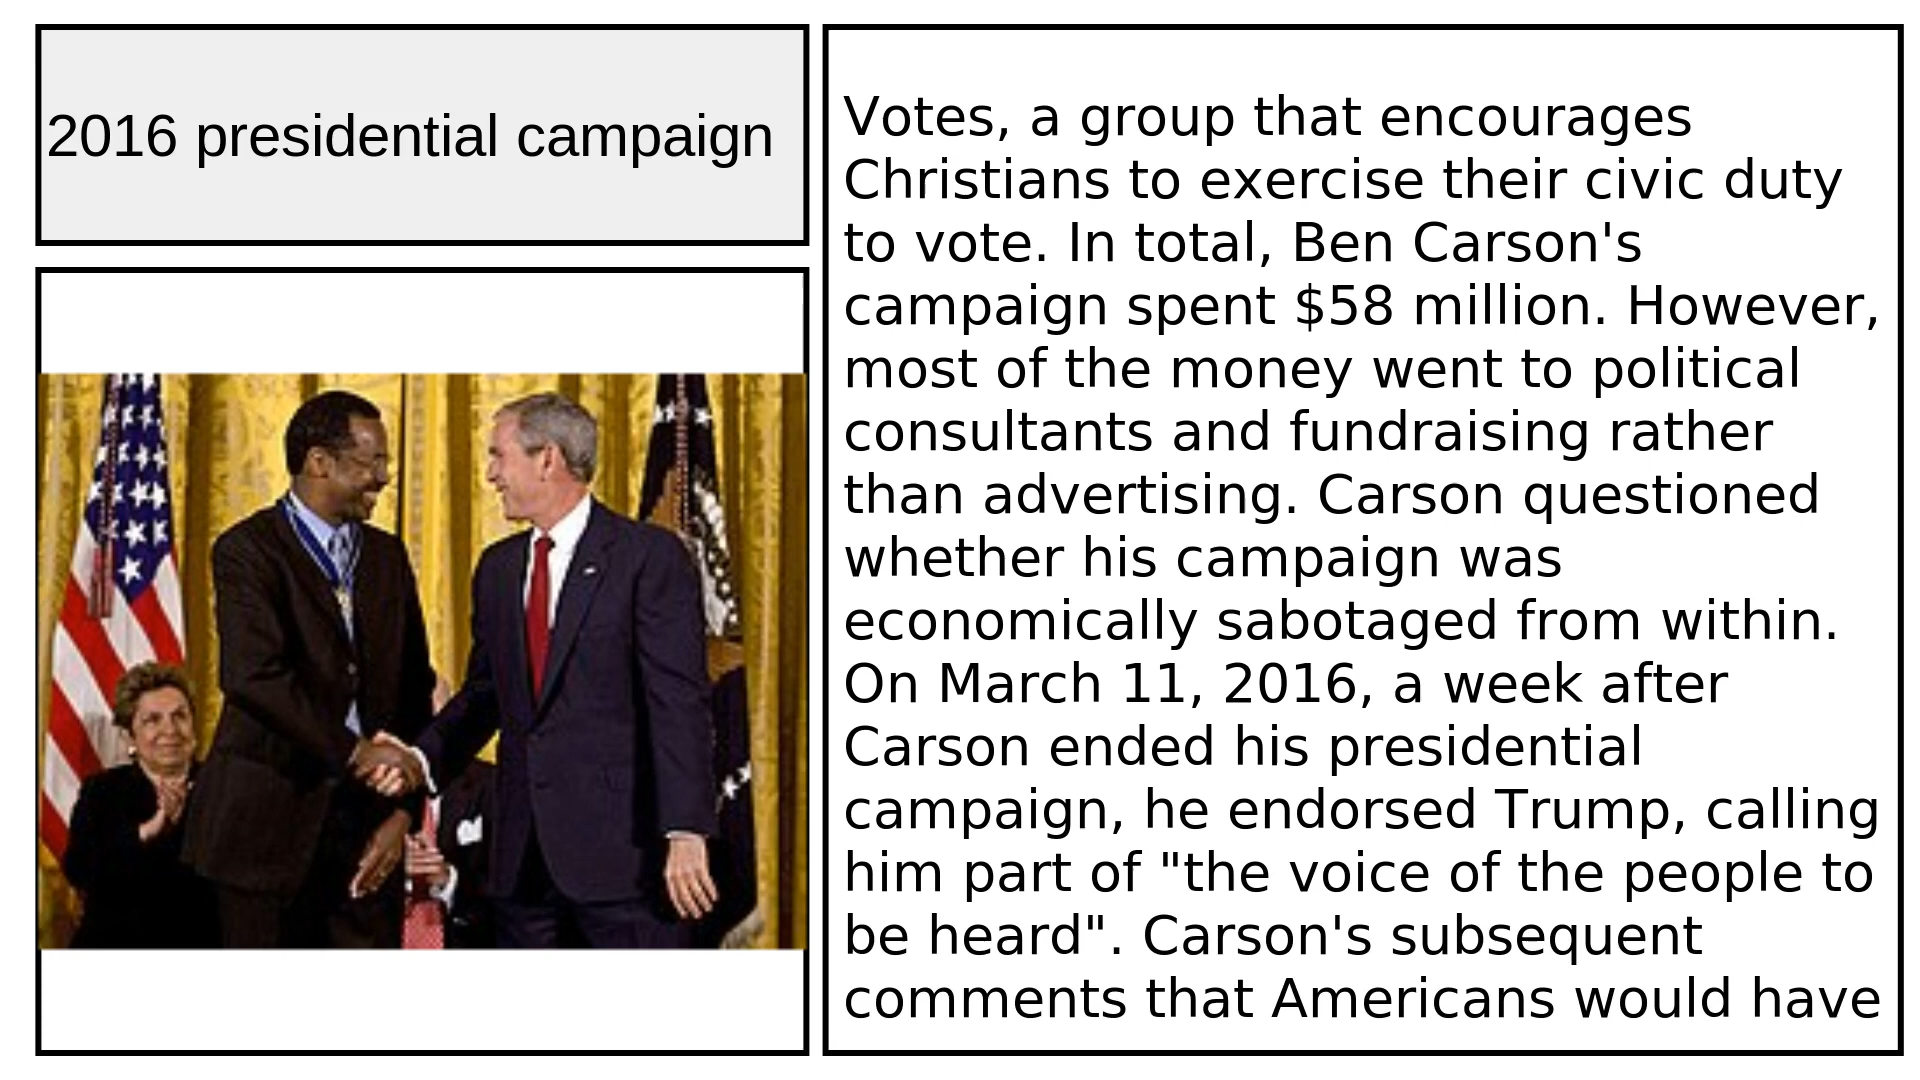 2016 presidential campaign
Votes, a group that encourages
Christians to exercise their civic duty
to vote. In total, Ben Carson's
campaign spent $58 million. However,
most of the money went to political
consultants and fundraising rather
than advertising. Carson questioned
whether his campaign was
economically sabotaged from within.
On March 11, 2016, a week after
Carson ended his presidential
campaign, he endorsed Trump, calling
him part of "the voice of the people to
be heard". Carson's subsequent
comments that Americans would have